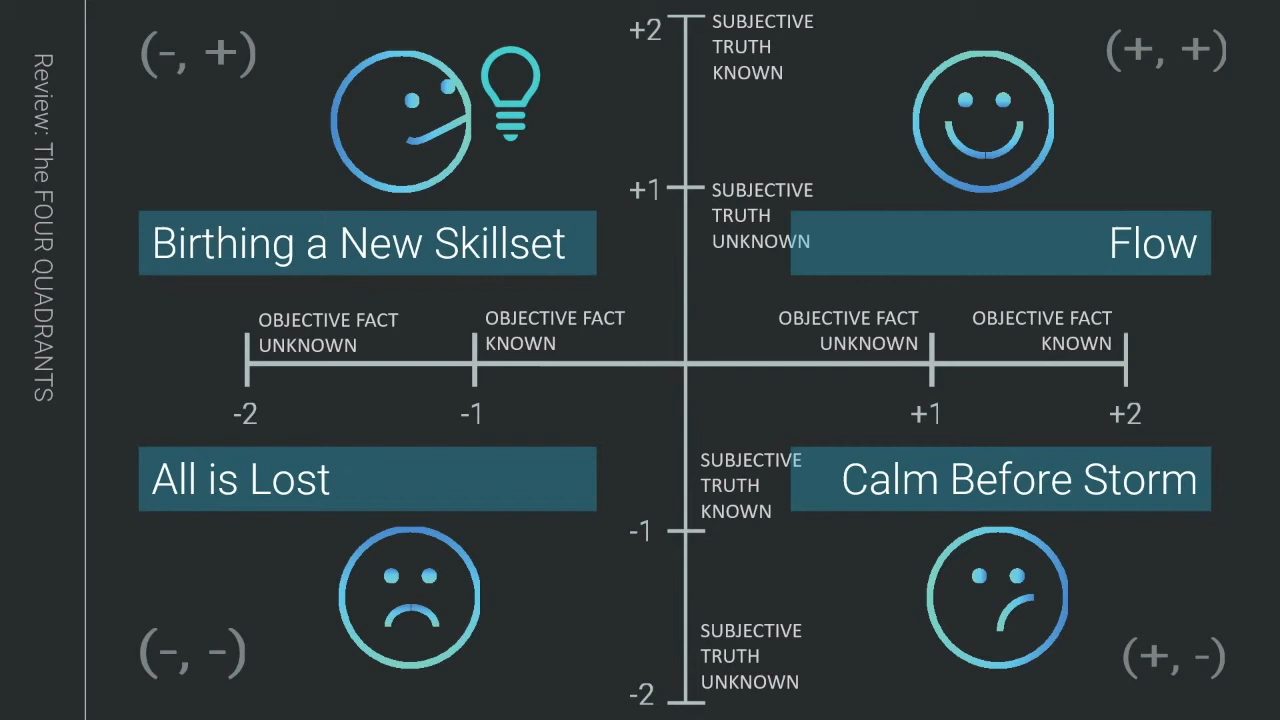 Review: The FOUR QUADRANTS
(-, +)
+2
SUBJECTIVE
TRUTH
KNOWN
(+, +)
+1
SUBJECTIVE
TRUTH
UNKNOWN
Birthing a New Skillset
Flow
OBJECTIVE FACT
UNKNOWN
OBJECTIVE FACT
KNOWN
OBJECTIVE FACT
UNKNOWN
OBJECTIVE FACT
KNOWN
-2
-1
+1
+2
All is Lost
SUBJECTIVE
TRUTH
KNOWN
Calm Before Storm
-1
(-, -)
SUBJECTIVE
TRUTH
UNKNOWN
-2
(+, -)